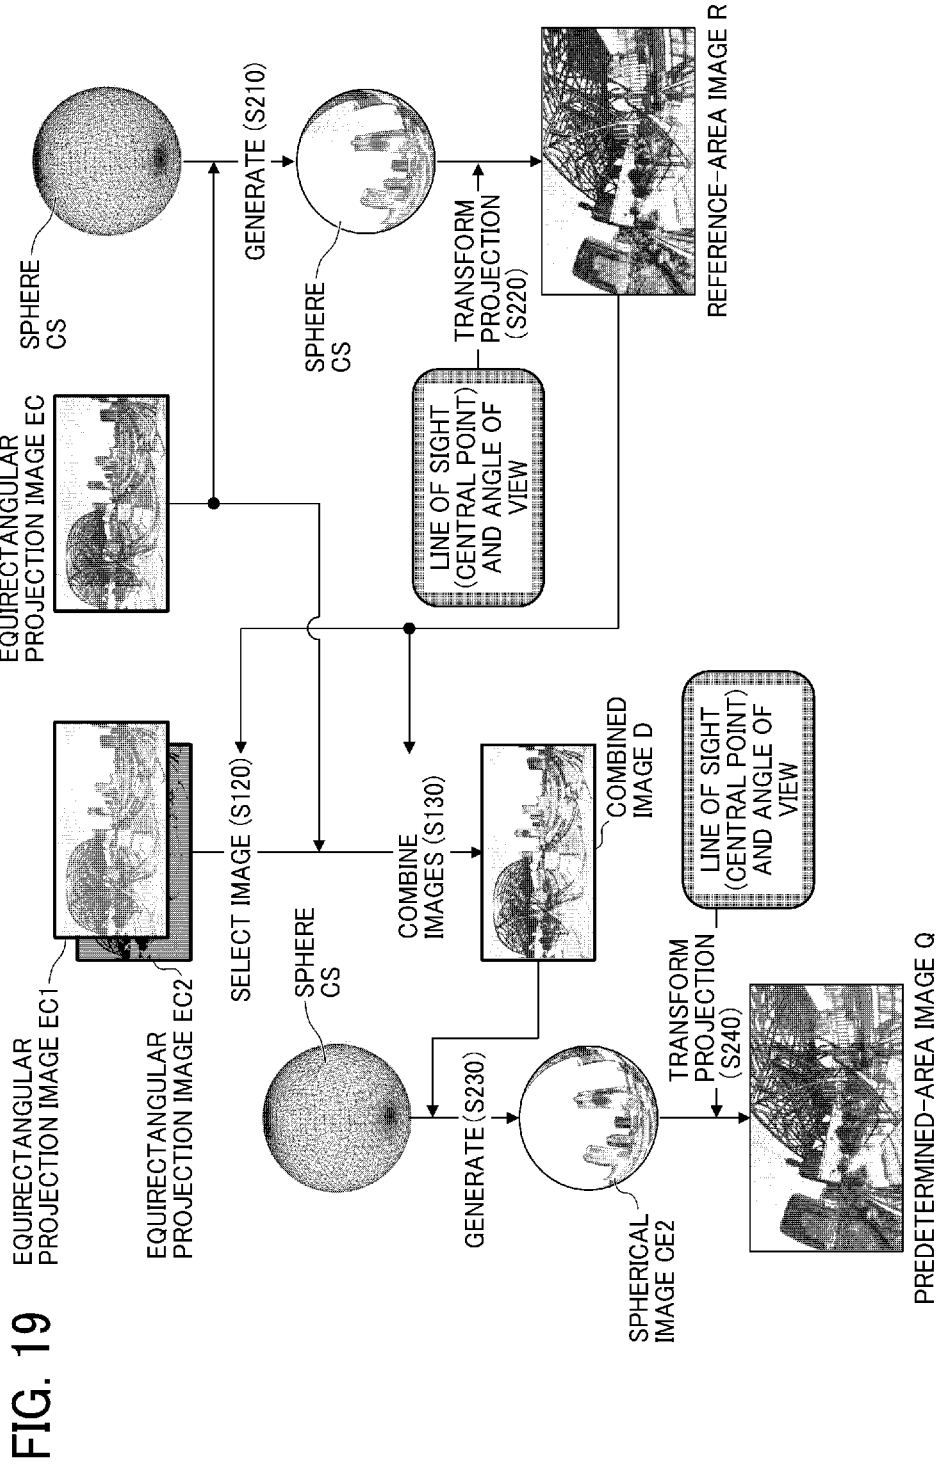 FIG. 19
EQUIRECTANGULAR
PROJECTION IMAGE EC1
EQUIRECTANGULAR
PROJECTION IMAGE EC2
SELECT IMAGE (S120)
COMBINE
IMAGES (S130)
COMBINED
IMAGE D
SPHERE
CS
GENERATE (S230)
SPHERICAL
IMAGE CE2
TRANSFORM
PROJECTION
(S240)
LINE OF SIGHT
(CENTRAL POINT)
AND ANGLE OF
VIEW
PREDETERMINED-AREA IMAGE Q
EQUIRECTANGULAR
PROJECTION IMAGE EC
SPHERE
CS
GENERATE (S210)
SPHERE
CS
TRANSFORM
PROJECTION
(S220)
LINE OF SIGHT
(CENTRAL POINT)
AND ANGLE OF
VIEW
REFERENCE-AREA IMAGE R